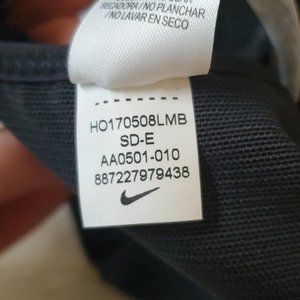 SECADORA / NO PLANCHAR
/ NO LAVAR EN SECO
HO170508LMB
SD-E
AA0501-010
887227979438